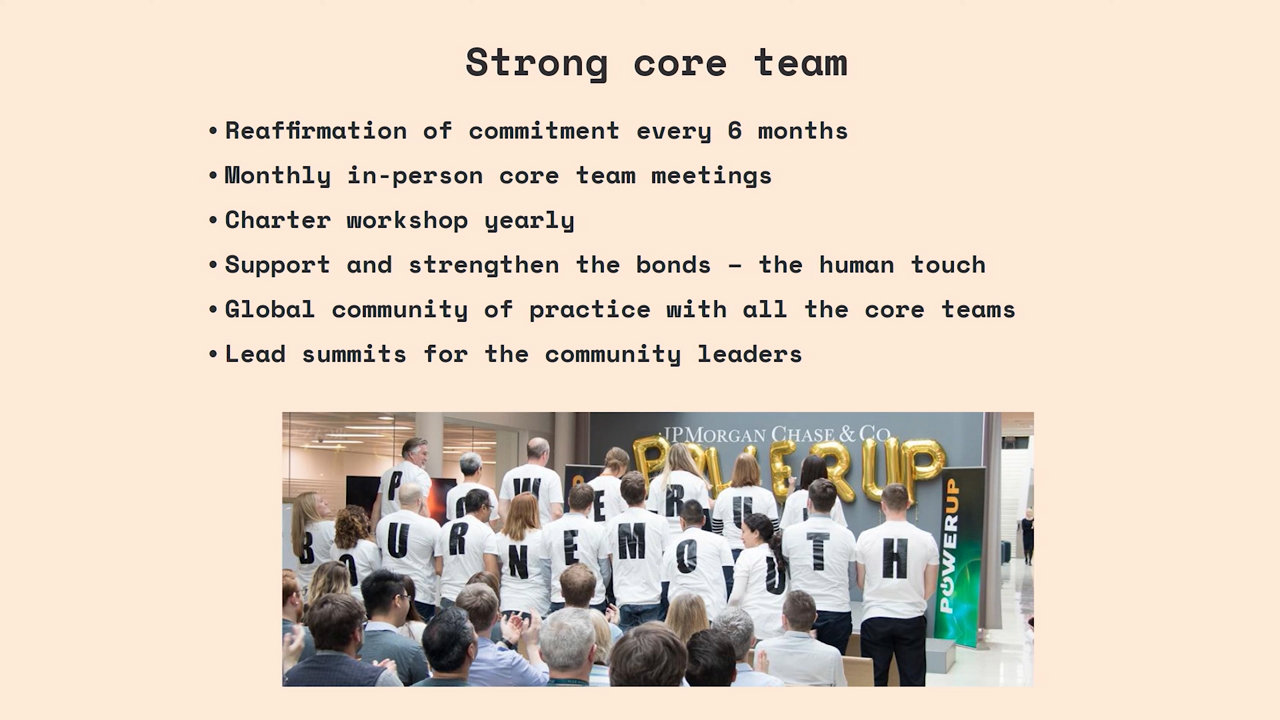 Strong core team
• Reaffirmation of commitment every 6 months
• Monthly in-person core team meetings
• Charter workshop yearly
• Support and strengthen the bonds – the human touch
• Global community of practice with all the core teams
• Lead summits for the community leaders
JPMORGAN CHASE & CO.
POWER UP
P O W E R U
B O U R N E M O U T H
POWERUP